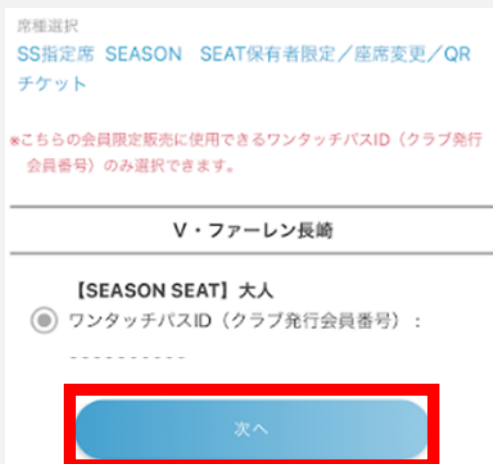 席種選択
SS指定席 SEASON SEAT保有者限定／座席変更／QR
チケット
※こちらの会員限定販売に使用できるワンタッチパスID（クラブ発行
会員番号）のみ選択できます。
V・ファーレン長崎
【SEASON SEAT】大人
ワンタッチパスID（クラブ発行会員番号）：
- - - - - - - - - -
次へ